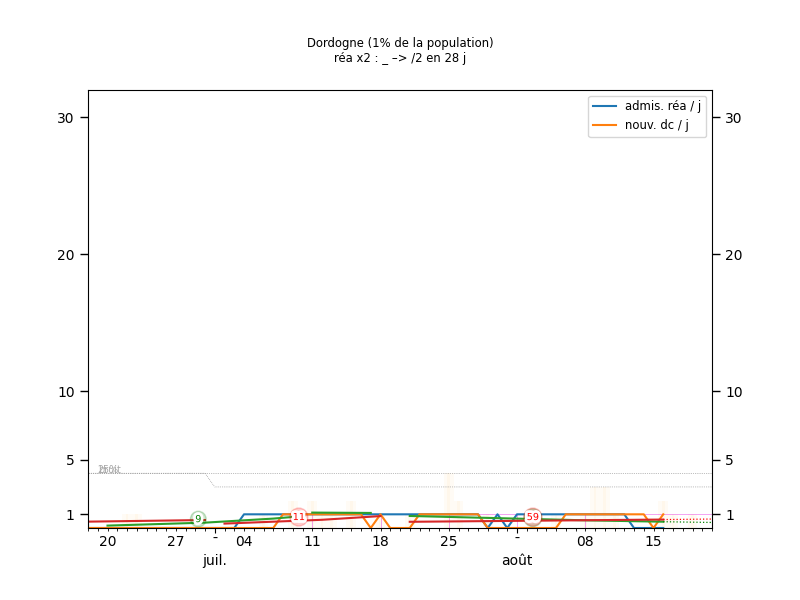 Dordogne (1% de la population)
réa x2 : _ –> /2 en 28 j
admis. réa / j
nouv. dc / j
30 30
20 20
10 10
5 5
1 1
9 11 59
20 27 - 04 11 18 25 - 08 15
juil. août